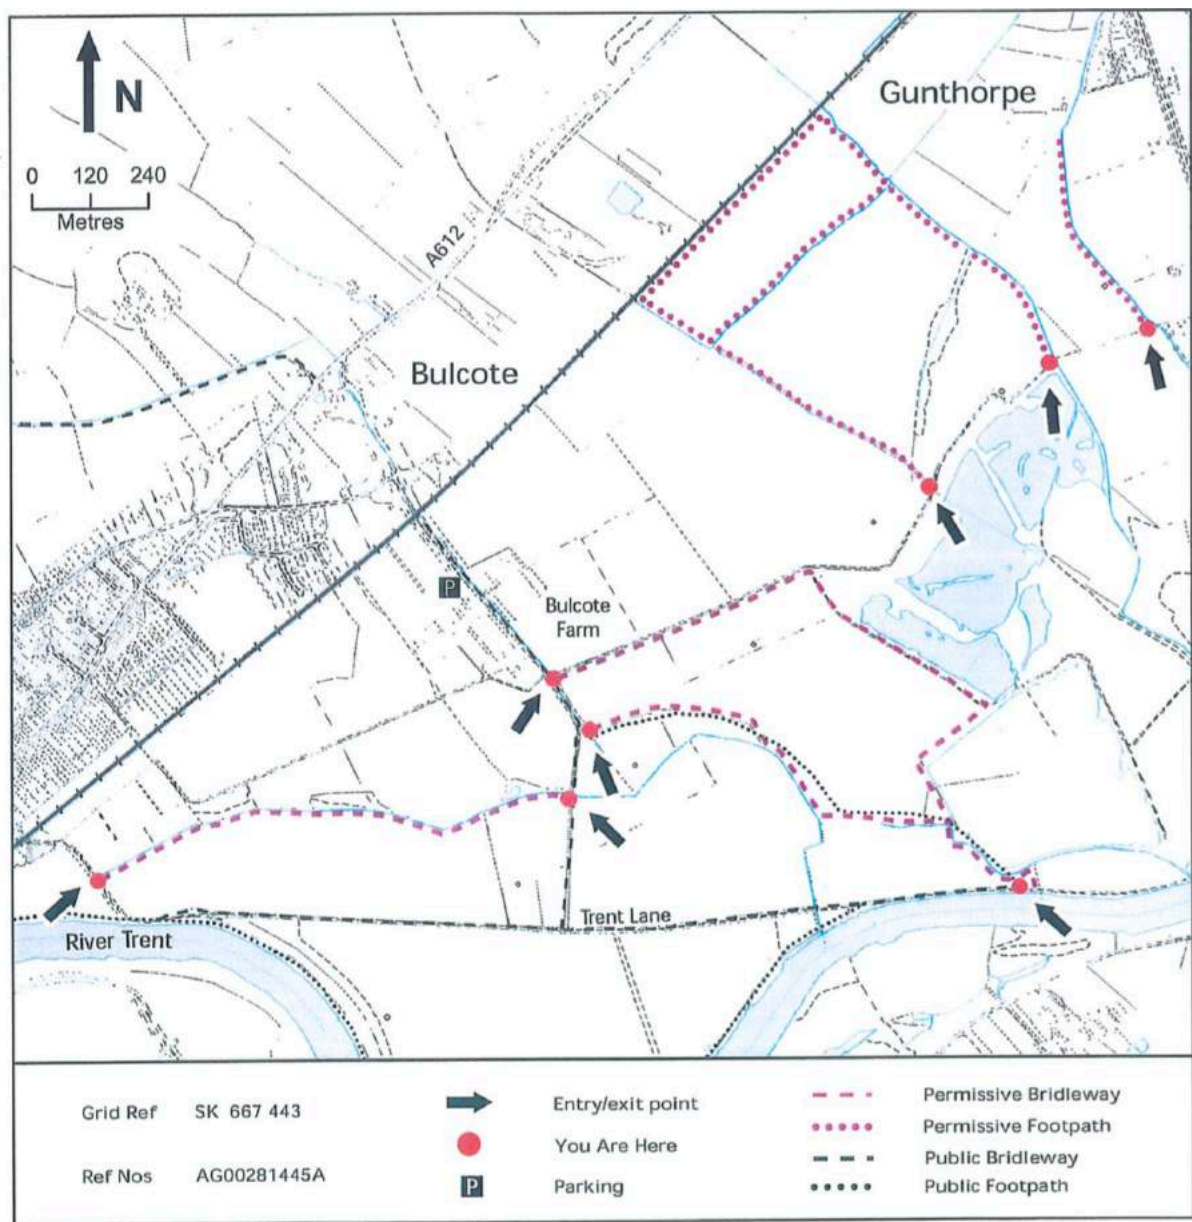 N
Gunthorpe
0 120 240
Metres
A612
Bulcote
P
Bulcote
Farm
Trent Lane
River Trent
Grid Ref SK 667 443
Ref Nos AG00281445A
Entry/exit point
You Are Here
P Parking
Permissive Bridleway
Permissive Footpath
Public Bridleway
Public Footpath